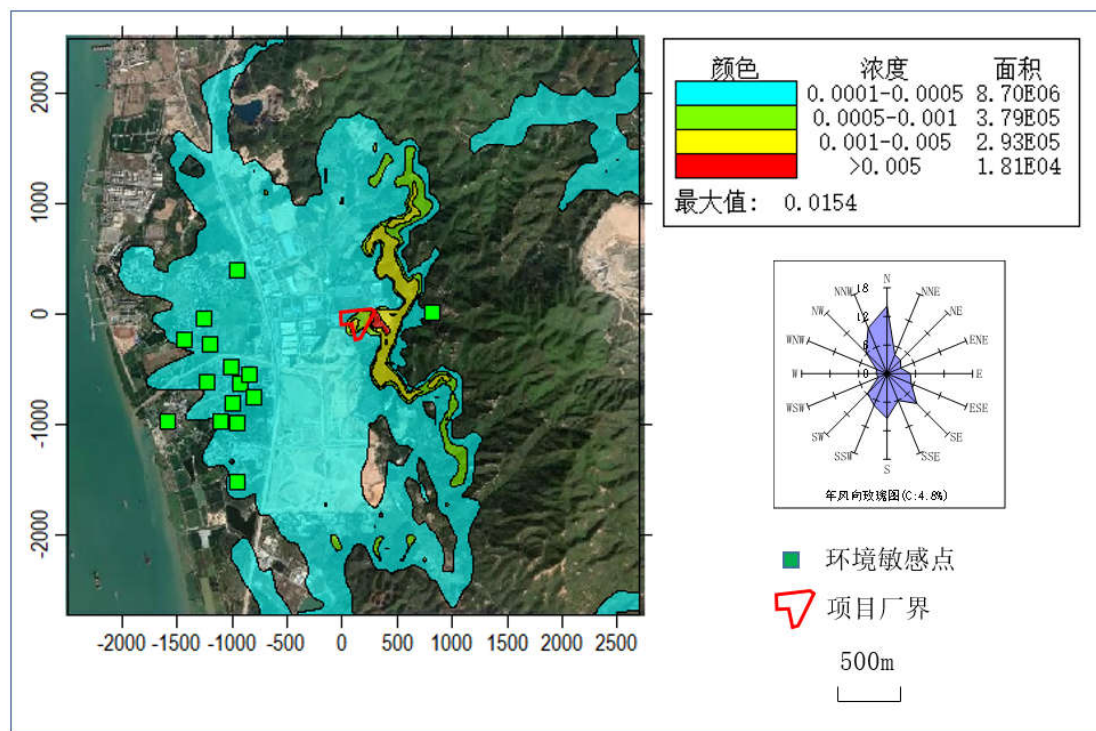 颜色 浓度 面积
0.0001-0.0005 8.70E06
0.0005-0.001 3.79E05
0.001-0.005 2.93E05
>0.005 1.81E04
最大值: 0.0154
2000
1000
0
-1000
-2000
-2000 -1500 -1000 -500 0 500 1000 1500 2000 2500
N
NNW 18 NNE
NW 12 NE
WNW 6 ENE
W 0 E
WSW ESE
SW SE
SSW SSE
S
年风向玫瑰图(C:4.8%)
环境敏感点
项目厂界
500m